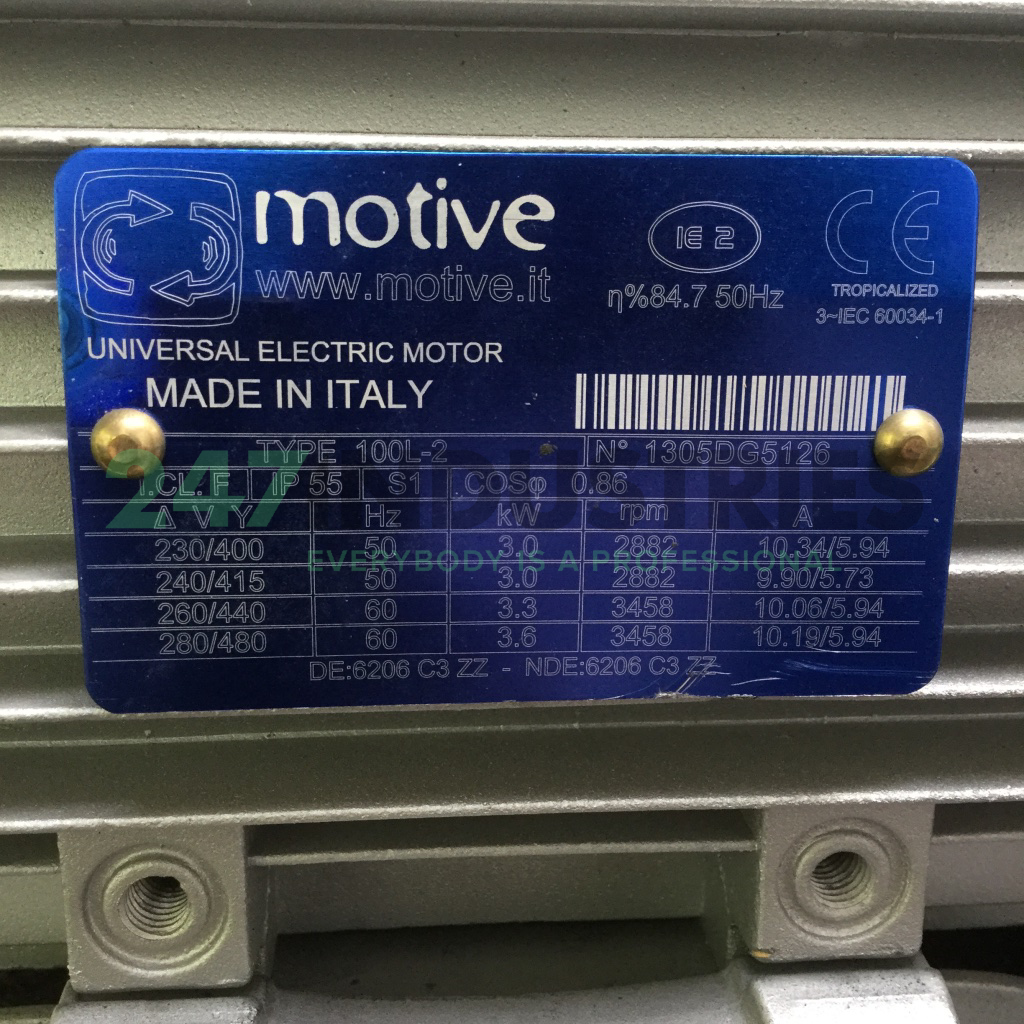 motive
www.motive.it
IE 2
η%84.7 50Hz
CE
TROPICALIZED
3~IEC 60034-1
UNIVERSAL ELECTRIC MOTOR
MADE IN ITALY
TYPE 100L-2 N° 1305DG5126
I.CL. F IP 55 S1 COSφ 0.86
Δ V Y Hz kW rpm A
230/400 50 3.0 2882 10.34/5.94
240/415 50 3.0 2882 9.90/5.73
260/440 60 3.3 3458 10.06/5.94
280/480 60 3.6 3458 10.19/5.94
DE:6206 C3 ZZ - NDE:6206 C3 ZZ
247 INDUSTRIES
EVERYBODY IS A PROFESSIONAL